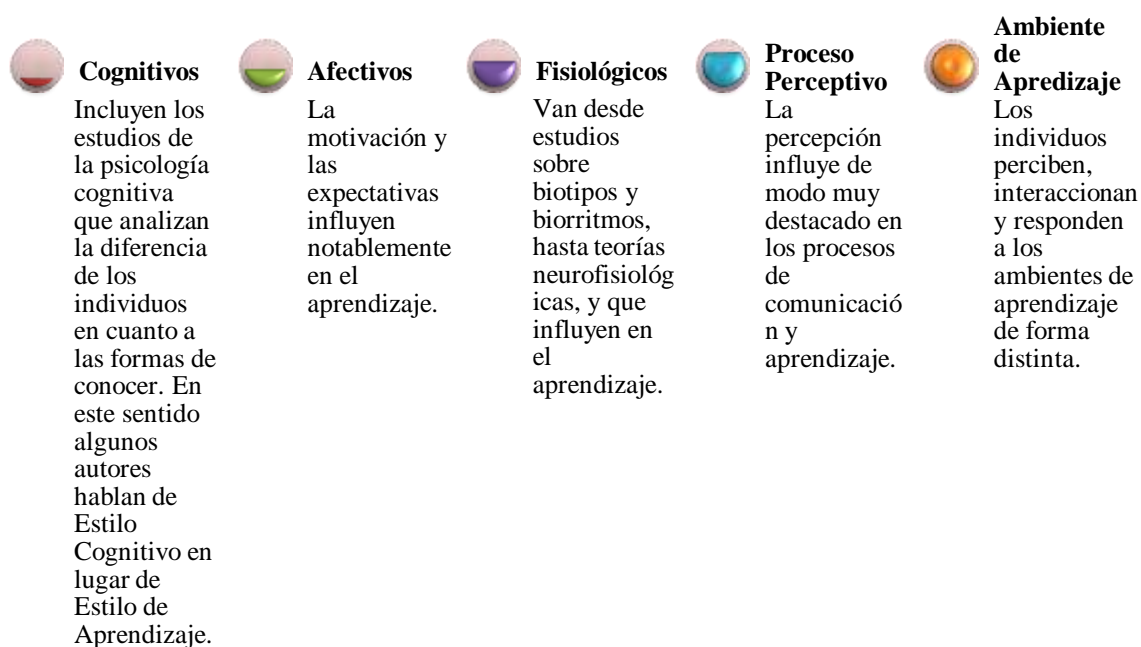 Cognitivos
Incluyen los
estudios de
la psicología
cognitiva
que analizan
la diferencia
de los
individuos
en cuanto a
las formas de
conocer. En
este sentido
algunos
autores
hablan de
Estilo
Cognitivo en
lugar de
Estilo de
Aprendizaje.
Afectivos
La
motivación y
las
expectativas
influyen
notablemente
en el
aprendizaje.
Fisiológicos
Van desde
estudios
sobre
biotipos y
biorritmos,
hasta teorías
neurofisiológ
icas, y que
influyen en
el
aprendizaje.
Proceso
Perceptivo
La
percepción
influye de
modo muy
destacado en
los procesos
de
comunicació
n y
aprendizaje.
Ambiente
de
Apredizaje
Los
individuos
perciben,
interaccionan
y responden
a los
ambientes de
aprendizaje
de forma
distinta.